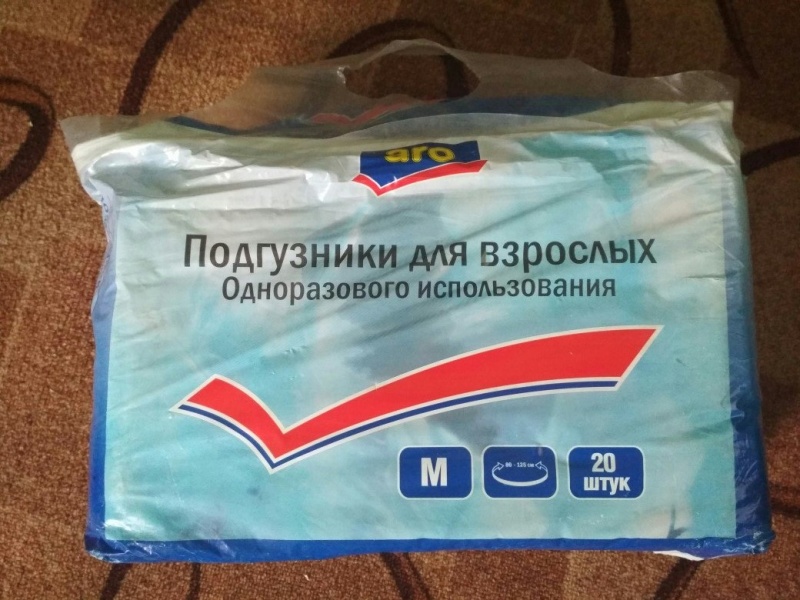 aro
Подгузники для взрослых
Одноразового использования
M
20
штук